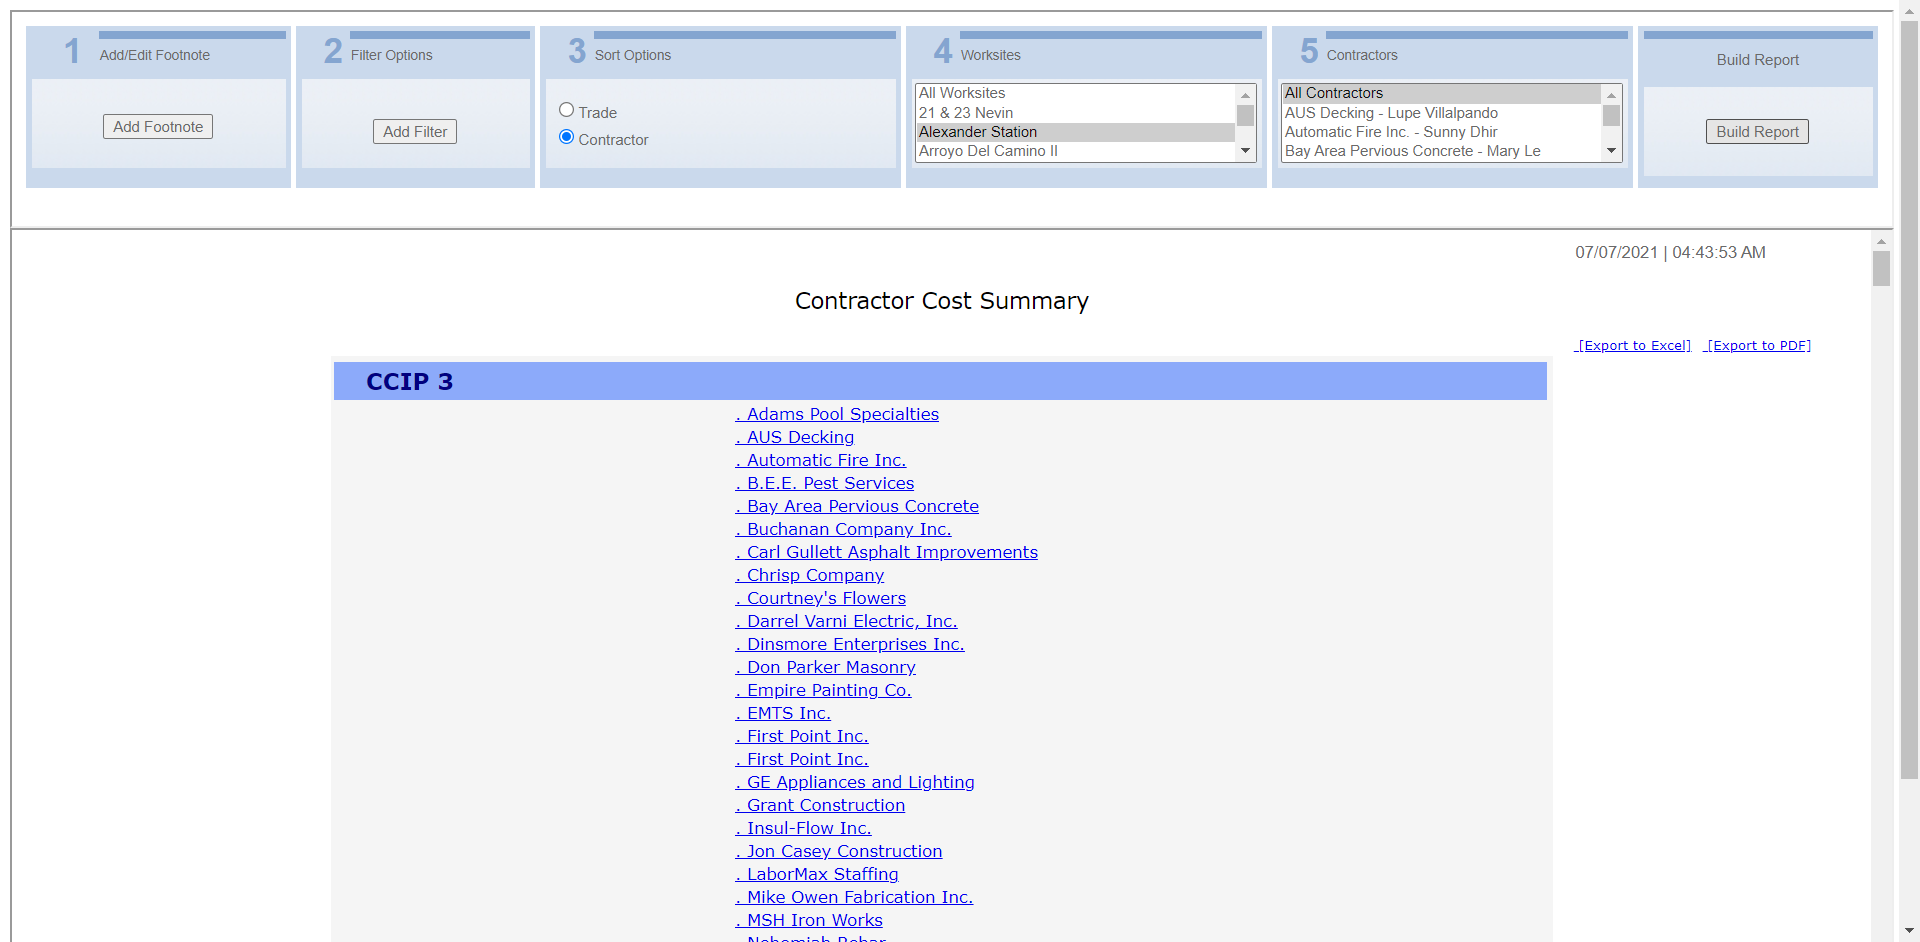 1 Add/Edit Footnote
Add Footnote
2 Filter Options
Add Filter
3 Sort Options
Trade
Contractor
4 Worksites
All Worksites
21 & 23 Nevin
Alexander Station
Arroyo Del Camino II
5 Contractors
All Contractors
AUS Decking - Lupe Villalpando
Automatic Fire Inc. - Sunny Dhir
Bay Area Pervious Concrete - Mary Le
Build Report
Build Report
07/07/2021 | 04:43:53 AM
Contractor Cost Summary
[Export to Excel] [Export to PDF]
CCIP 3
. Adams Pool Specialties
. AUS Decking
. Automatic Fire Inc.
. B.E.E. Pest Services
. Bay Area Pervious Concrete
. Buchanan Company Inc.
. Carl Gullett Asphalt Improvements
. Chrisp Company
. Courtney's Flowers
. Darrel Varni Electric, Inc.
. Dinsmore Enterprises Inc.
. Don Parker Masonry
. Empire Painting Co.
. EMTS Inc.
. First Point Inc.
. First Point Inc.
. GE Appliances and Lighting
. Grant Construction
. Insul-Flow Inc.
. Jon Casey Construction
. LaborMax Staffing
. Mike Owen Fabrication Inc.
. MSH Iron Works
. Nehemiah Rebar